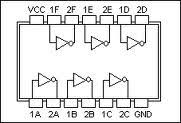 VCC 1F 2F 1E 2E 1D 2D
1A 2A 1B 2B 1C 2C GND